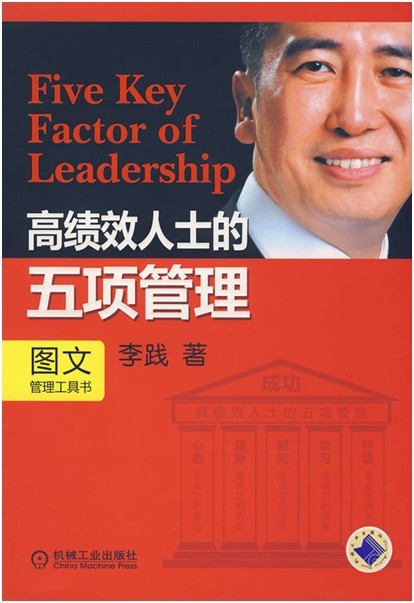 Five Key
Factor of
Leadership
高绩效人士的
五项管理
图文
管理工具书
李践 著
成功
高绩效人士的五项管理
心态 目标 时间 学习 行动
机械工业出版社
China Machine Press